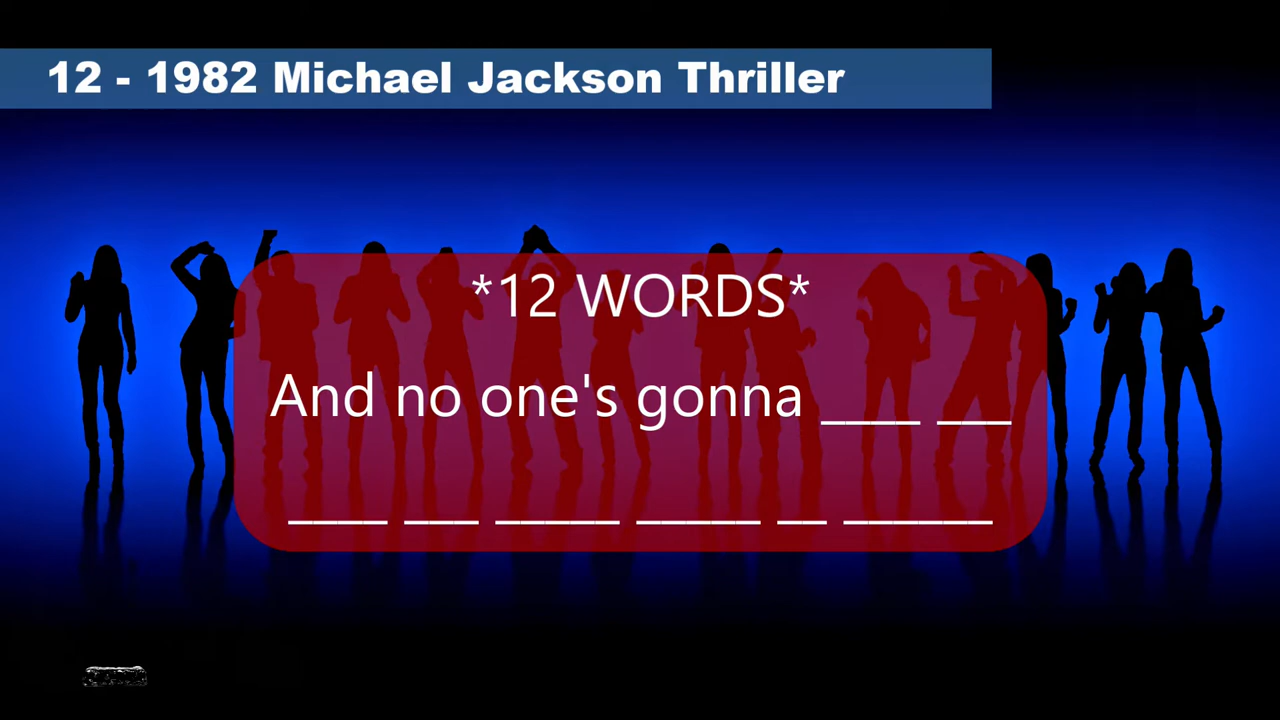 12 - 1982 Michael Jackson Thriller
*12 WORDS*
And no one's gonna ____ ___
____ ___ _____ _____ __ ______